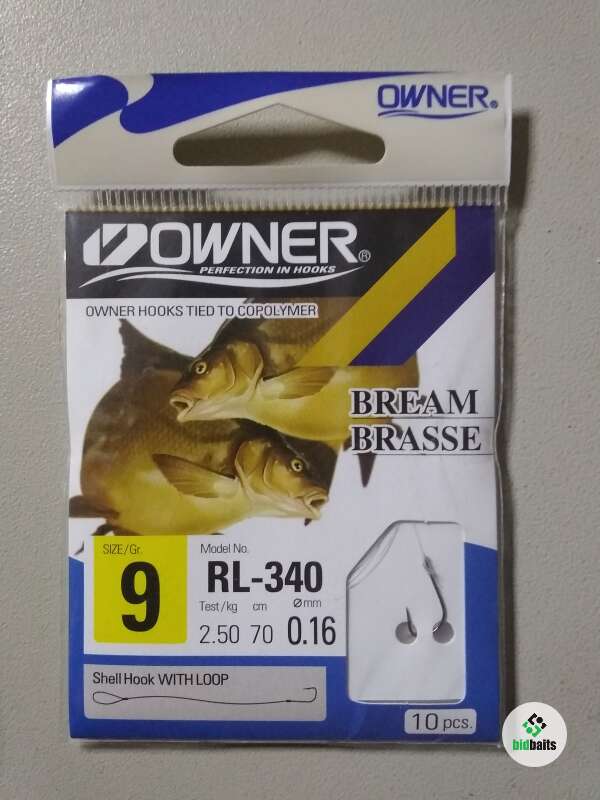 OWNER®
OWNER®
PERFECTION IN HOOKS
OWNER HOOKS TIED TO COPOLYMER
BREAM
BRASSE
SIZE/Gr.
9
Model No.
RL-340
Test/kg cm ømm
2.50 70 0.16
Shell Hook WITH LOOP
10 pcs.
bidbaits